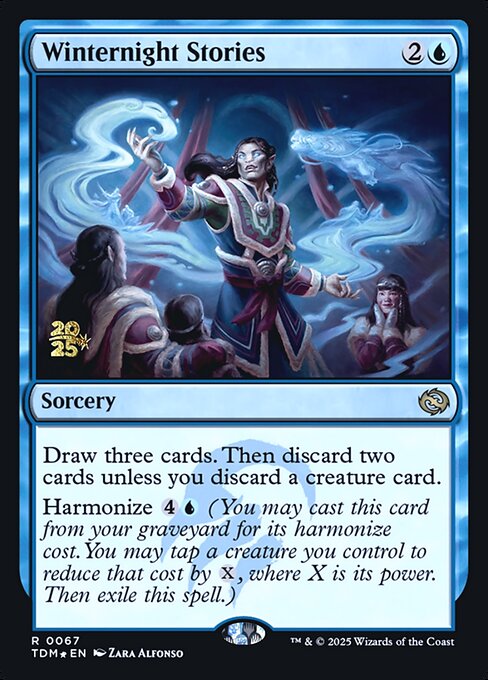 Winternight Stories 2
20
25
Sorcery
Draw three cards. Then discard two
cards unless you discard a creature card.
Harmonize 4 (You may cast this card
from your graveyard for its harmonize
cost. You may tap a creature you control to
reduce that cost by X, where X is its power.
Then exile this spell.)
R 0067
TDM★EN Zara Alfonso
™ & © 2025 Wizards of the Coast